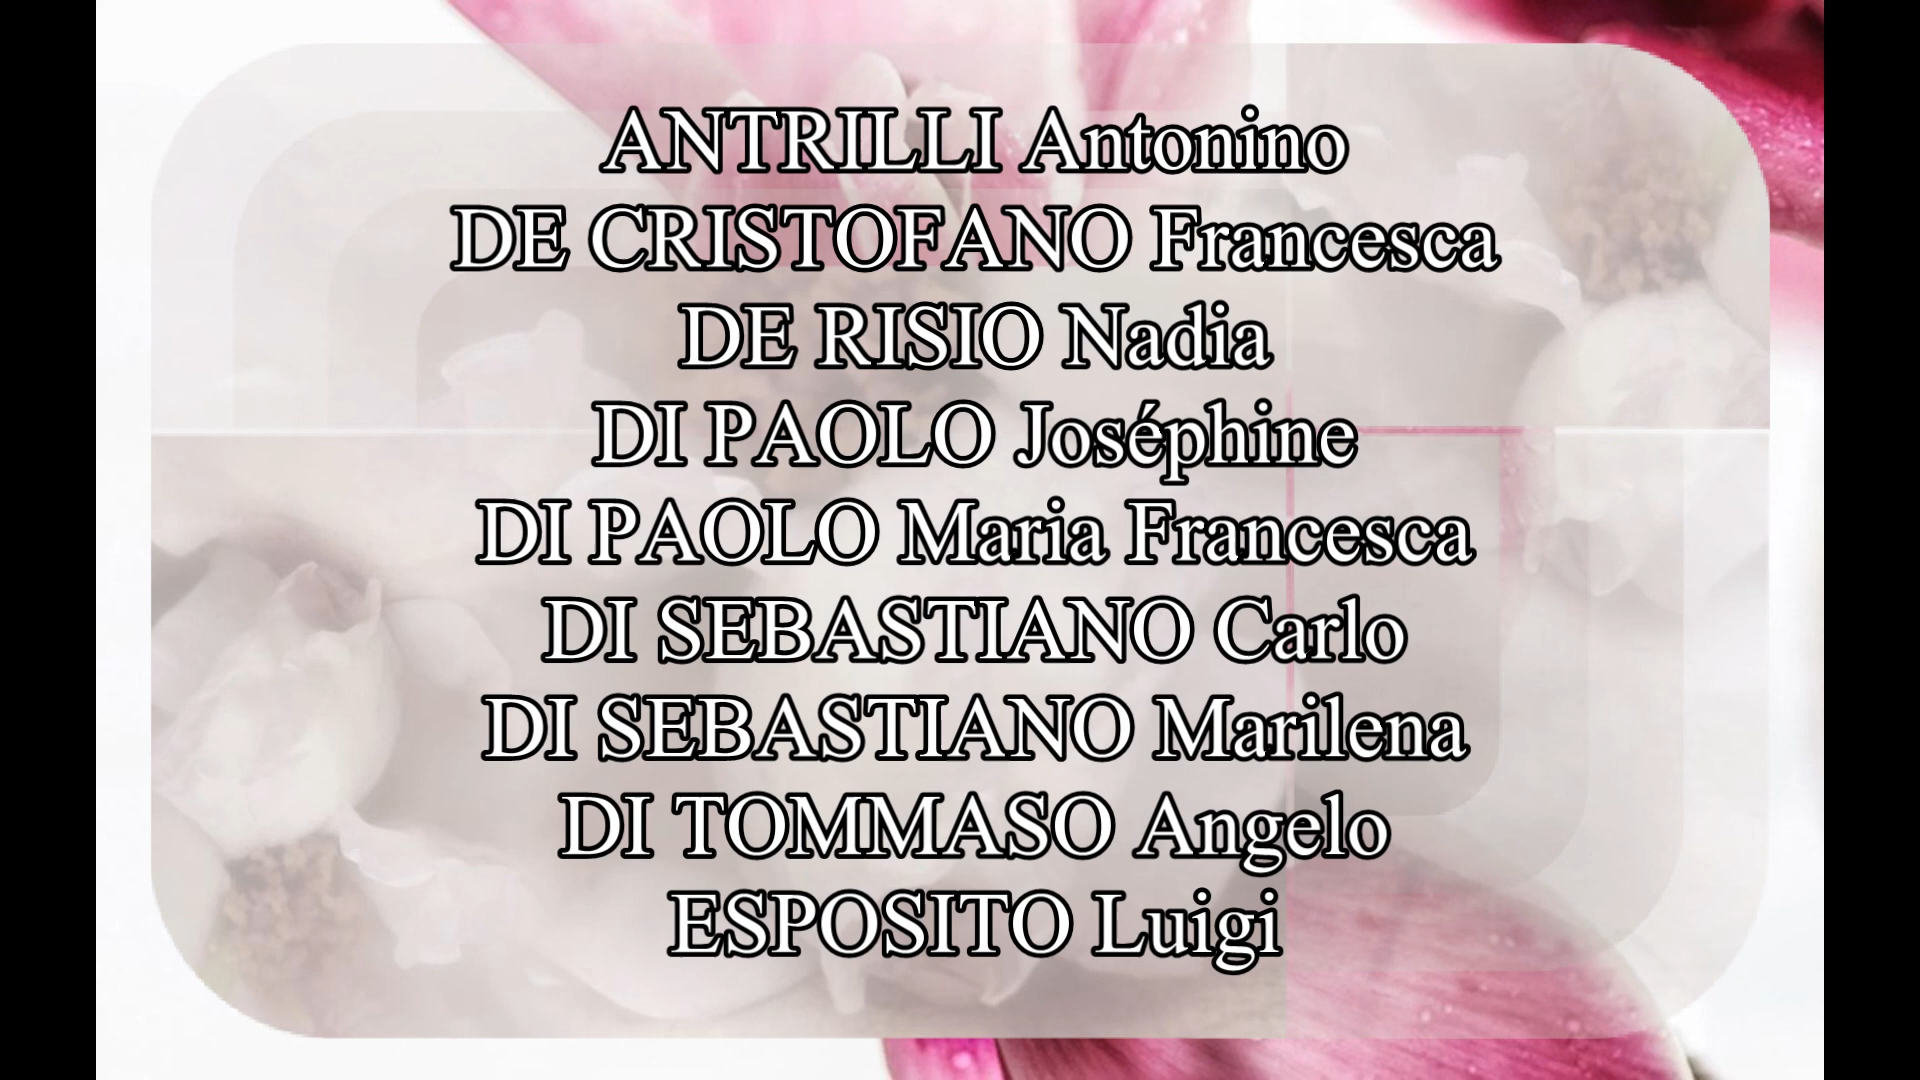 ANTRILLI Antonino
DE CRISTOFANO Francesca
DE RISIO Nadia
DI PAOLO Joséphine
DI PAOLO Maria Francesca
DI SEBASTIANO Carlo
DI SEBASTIANO Marilena
DI TOMMASO Angelo
ESPOSITO Luigi